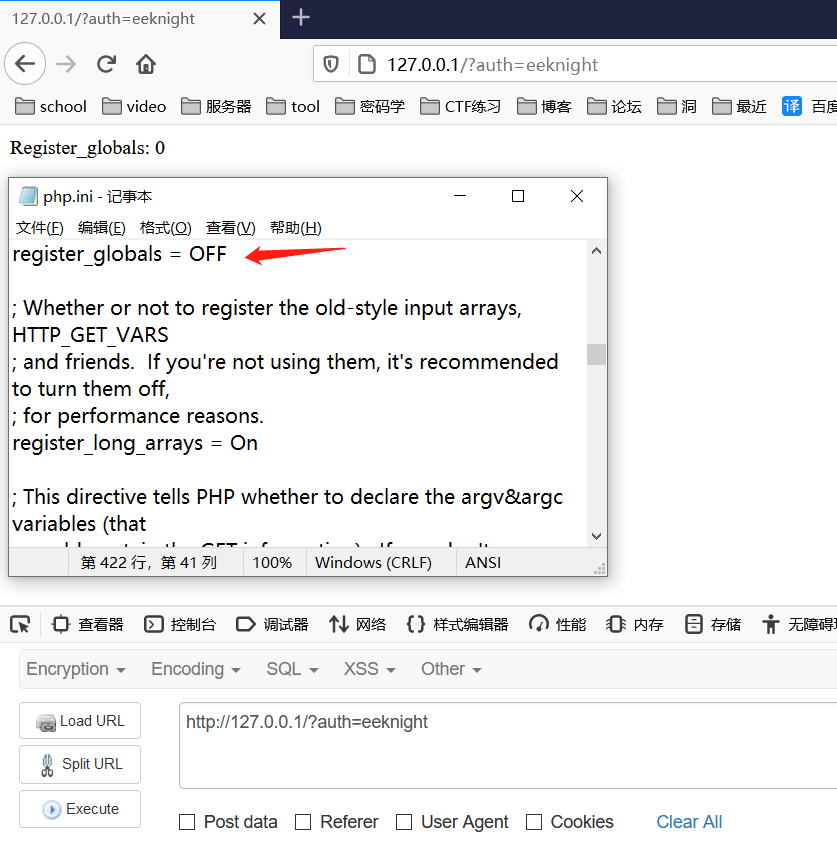 127.0.0.1/?auth=eeknight
127.0.0.1/?auth=eeknight
school video 服务器 tool 密码学 CTF练习 博客 论坛 洞 最近 译 百度
Register_globals: 0
php.ini - 记事本
文件(F) 编辑(E) 格式(O) 查看(V) 帮助(H)
register_globals = OFF
; Whether or not to register the old-style input arrays,
HTTP_GET_VARS
; and friends.  If you're not using them, it's recommended
to turn them off,
; for performance reasons.
register_long_arrays = On
; This directive tells PHP whether to declare the argv&argc
variables (that
第 422 行，第 41 列 100% Windows (CRLF) ANSI
查看器 控制台 调试器 网络 {} 样式编辑器 性能 内存 存储 无障碍
Encryption Encoding SQL XSS Other
Load URL
http://127.0.0.1/?auth=eeknight
Split URL
Execute
Post data Referer User Agent Cookies Clear All